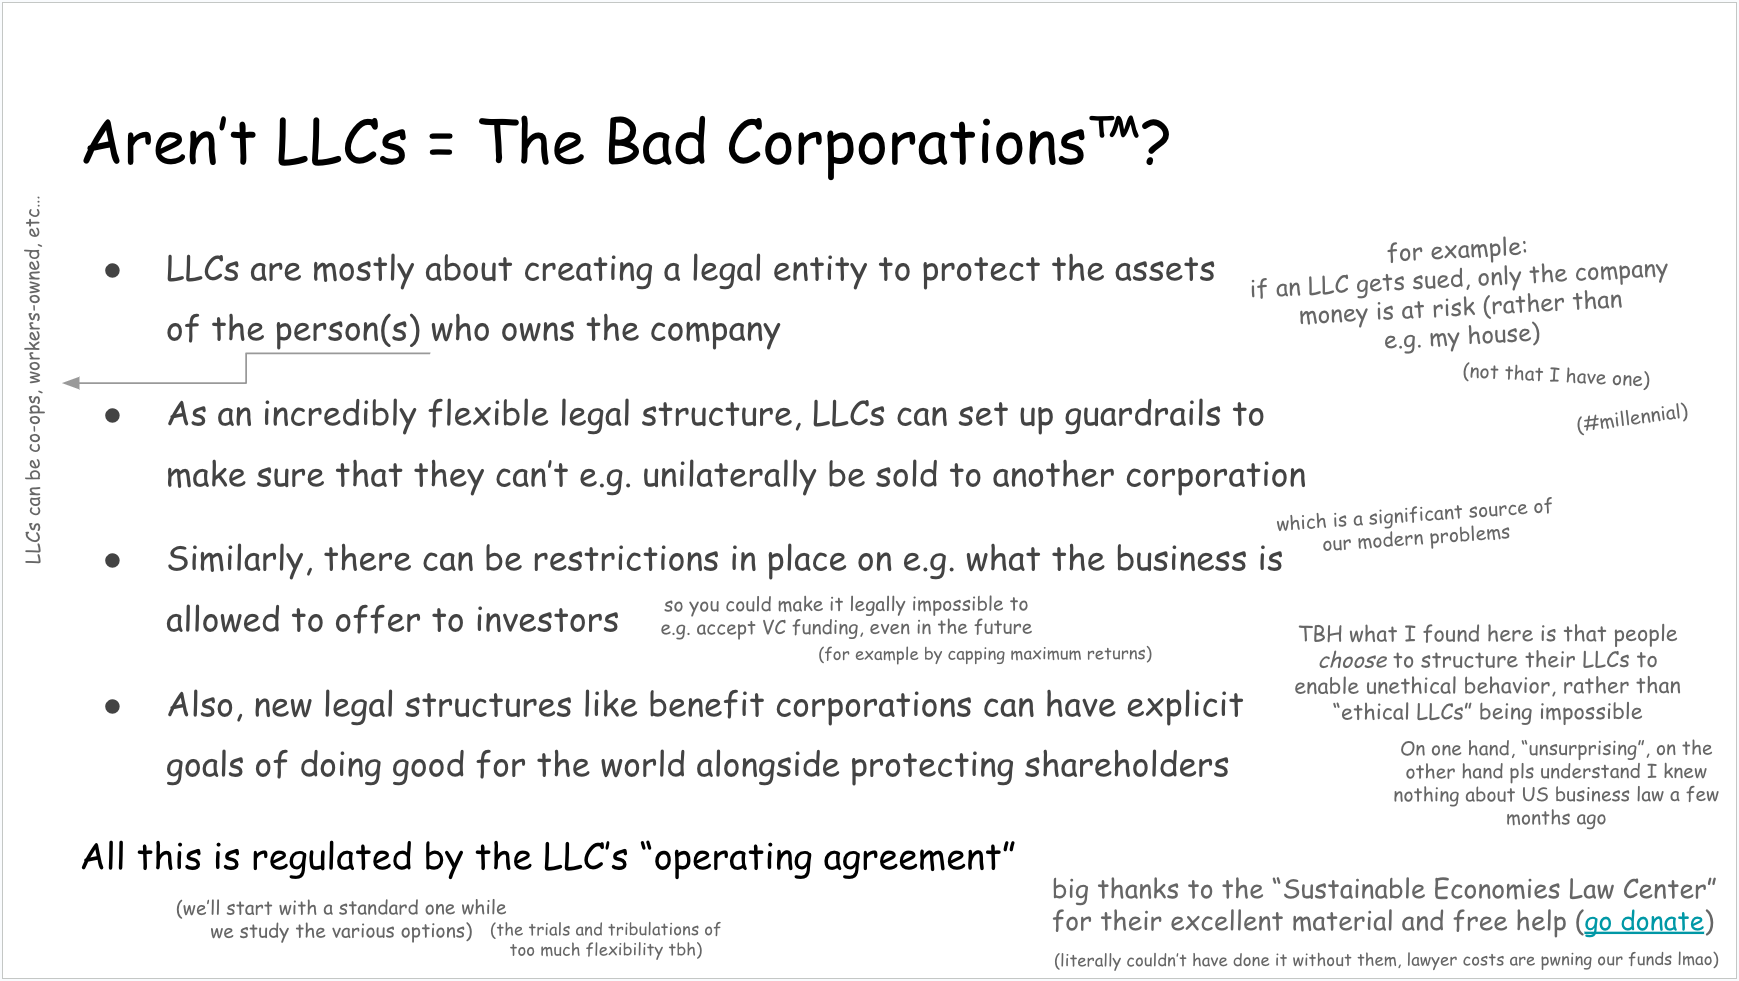 Aren’t LLCs = The Bad Corporations™?
LLCs can be co-ops, workers-owned, etc...
● LLCs are mostly about creating a legal entity to protect the assets
of the person(s) who owns the company
for example:
if an LLC gets sued, only the company
money is at risk (rather than
e.g. my house)
(not that I have one)
(#millennial)
● As an incredibly flexible legal structure, LLCs can set up guardrails to
make sure that they can’t e.g. unilaterally be sold to another corporation
which is a significant source of
our modern problems
● Similarly, there can be restrictions in place on e.g. what the business is
allowed to offer to investors
so you could make it legally impossible to
e.g. accept VC funding, even in the future
(for example by capping maximum returns)
TBH what I found here is that people
choose to structure their LLCs to
enable unethical behavior, rather than
“ethical LLCs” being impossible
On one hand, “unsurprising”, on the
other hand pls understand I knew
nothing about US business law a few
months ago
● Also, new legal structures like benefit corporations can have explicit
goals of doing good for the world alongside protecting shareholders
All this is regulated by the LLC’s “operating agreement”
(we’ll start with a standard one while
we study the various options)
(the trials and tribulations of
too much flexibility tbh)
big thanks to the “Sustainable Economies Law Center”
for their excellent material and free help (go donate)
(literally couldn’t have done it without them, lawyer costs are pwning our funds lmao)